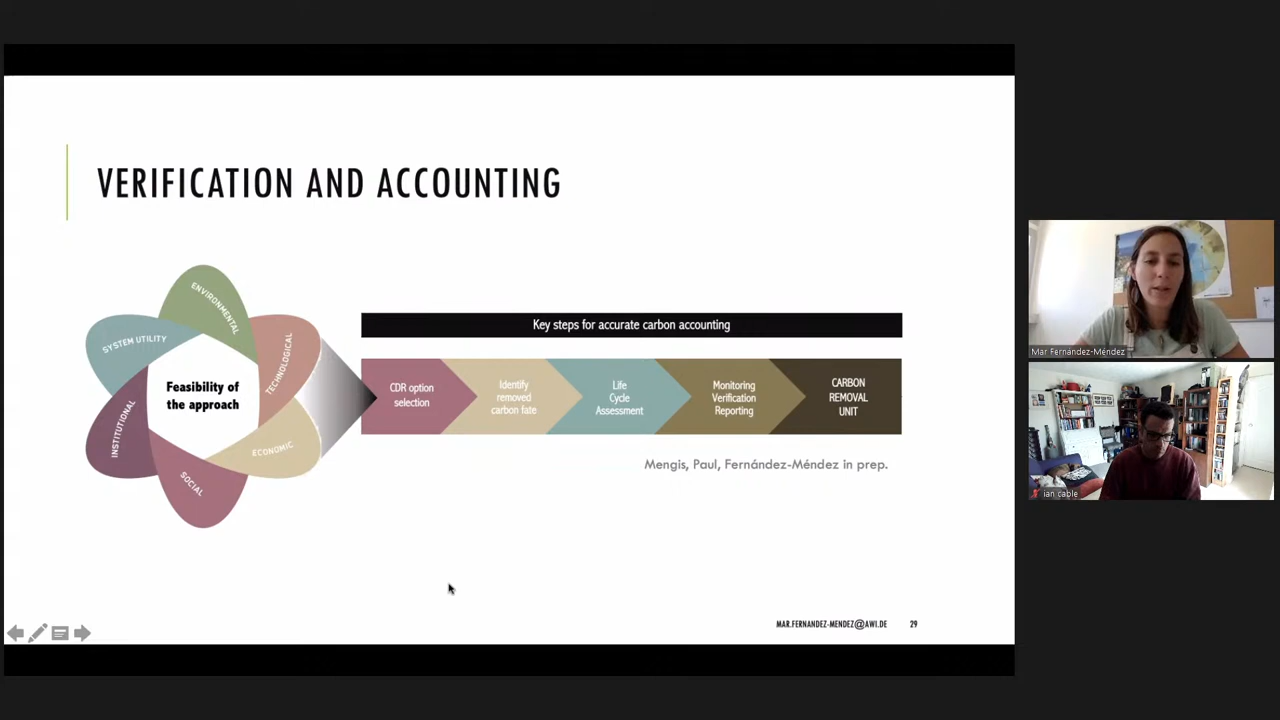 VERIFICATION AND ACCOUNTING
ENVIRONMENTAL
SYSTEM UTILITY
TECHNOLOGICAL
Feasibility of
the approach
INSTITUTIONAL
ECONOMIC
SOCIAL
Key steps for accurate carbon accounting
CDR option
selection
Identify
removed
carbon fate
Life
Cycle
Assessment
Monitoring
Verification
Reporting
CARBON
REMOVAL
UNIT
Mengis, Paul, Fernández-Méndez in prep.
MAR.FERNANDEZ-MENDEZ@AWI.DE
29
Mar Fernández-Méndez
ian cable